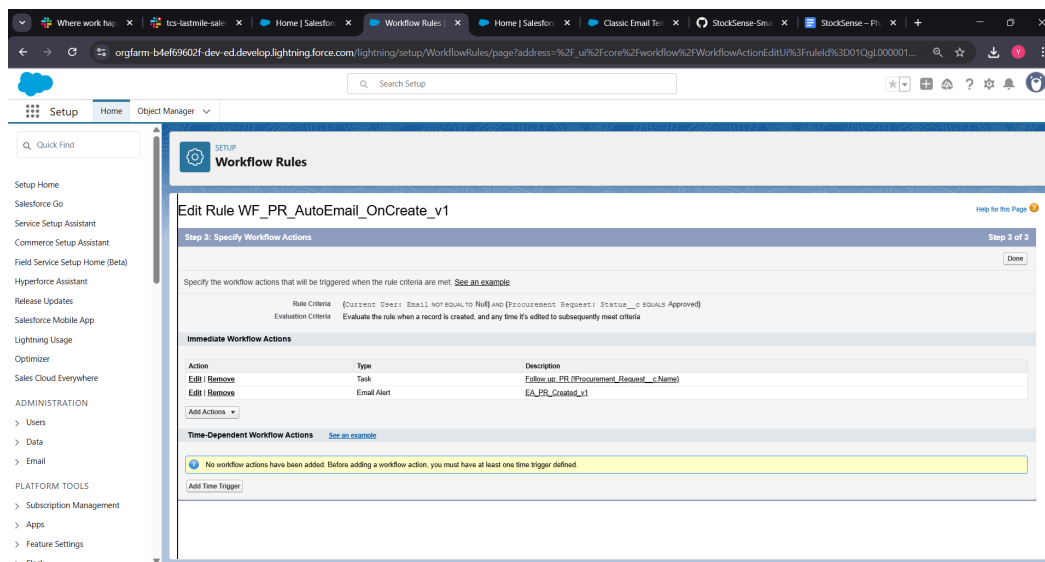 Where work hap
tcs-lastmile-sales
Home | Salesforc
Workflow Rules |
Home | Salesforc
Classic Email Tem
StockSense-Sma
StockSense – Ph
orgfarm-b4ef69602f-dev-ed.develop.lightning.force.com/lightning/setup/WorkflowRules/page?address=%2F_ui%2Fcore%2Fworkflow%2FWorkflowActionEditUi%3FruleId%3D01QgL000001...
Y
Search Setup
Setup Home Object Manager
Quick Find
Setup Home
Salesforce Go
Service Setup Assistant
Commerce Setup Assistant
Field Service Setup Home (Beta)
Hyperforce Assistant
Release Updates
Salesforce Mobile App
Lightning Usage
Optimizer
Sales Cloud Everywhere
ADMINISTRATION
Users
Data
Email
PLATFORM TOOLS
Subscription Management
Apps
Feature Settings
SETUP
Workflow Rules
Edit Rule WF_PR_AutoEmail_OnCreate_v1
Help for this Page
Step 3: Specify Workflow Actions Step 3 of 3
Done
Specify the workflow actions that will be triggered when the rule criteria are met. See an example
Rule Criteria (Current User: Email NOT EQUAL TO Null) AND (Procurement Request: Status__c EQUALS Approved)
Evaluation Criteria Evaluate the rule when a record is created, and any time it's edited to subsequently meet criteria
Immediate Workflow Actions
Action Type Description
Edit | Remove Task Follow up: PR {!Procurement_Request__c.Name}
Edit | Remove Email Alert EA_PR_Created_v1
Add Actions
Time-Dependent Workflow Actions See an example
No workflow actions have been added. Before adding a workflow action, you must have at least one time trigger defined.
Add Time Trigger